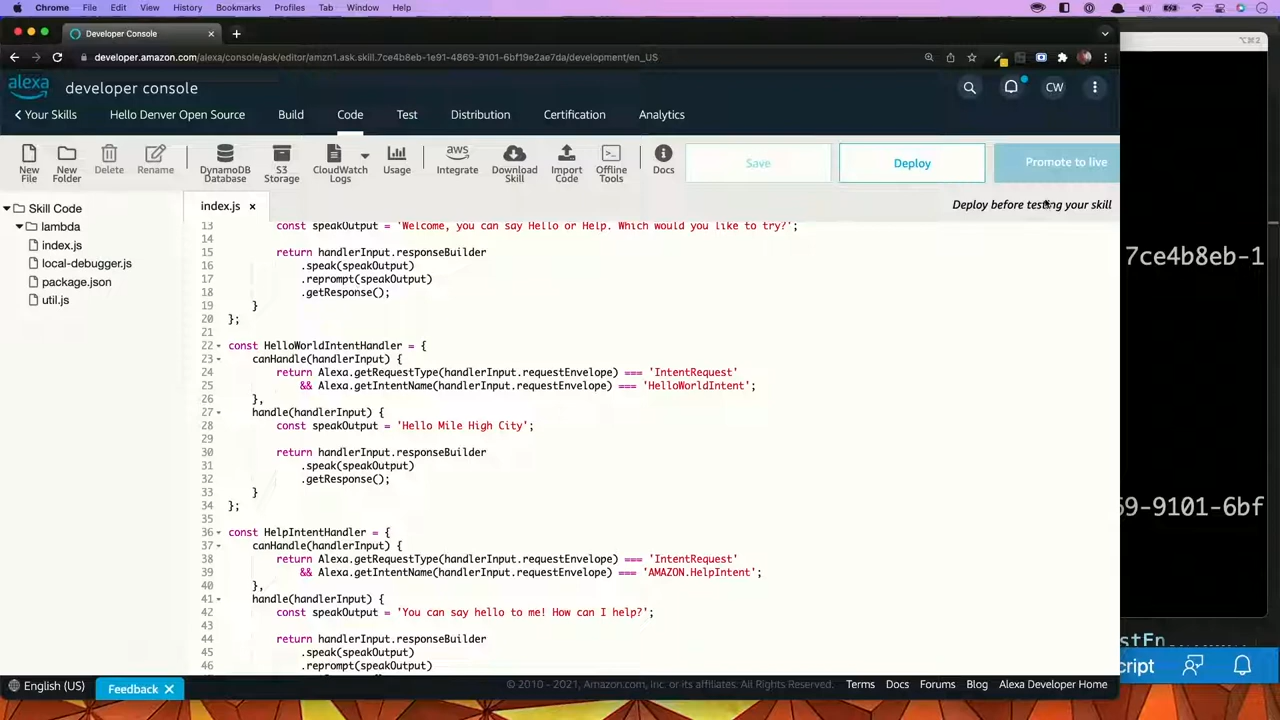 Chrome File Edit View History Bookmarks Profiles Tab Window Help
Developer Console
⌥⌘2
developer.amazon.com/alexa/console/ask/editor/amzn1.ask.skill.7ce4b8eb-1e91-4869-9101-6bf19e2ae7da/development/en_US
alexa developer console
CW
Your Skills Hello Denver Open Source Build Code Test Distribution Certification Analytics
New File
New Folder
Delete
Rename
DynamoDB Database
S3 Storage
CloudWatch Logs
Usage
aws Integrate
Download Skill
Import Code
Offline Tools
Docs
Save
Deploy
Promote to live
Deploy before testing your skill
Skill Code
lambda
index.js
local-debugger.js
package.json
util.js
index.js ×
13 const speakOutput = 'Welcome, you can say Hello or Help. Which would you like to try?';
14
15 return handlerInput.responseBuilder
16 .speak(speakOutput)
17 .reprompt(speakOutput)
18 .getResponse();
19 }
20 };
21
22 const HelloWorldIntentHandler = {
23 canHandle(handlerInput) {
24 return Alexa.getRequestType(handlerInput.requestEnvelope) === 'IntentRequest'
25 && Alexa.getIntentName(handlerInput.requestEnvelope) === 'HelloWorldIntent';
26 },
27 handle(handlerInput) {
28 const speakOutput = 'Hello Mile High City';
29
30 return handlerInput.responseBuilder
31 .speak(speakOutput)
32 .getResponse();
33 }
34 };
35
36 const HelpIntentHandler = {
37 canHandle(handlerInput) {
38 return Alexa.getRequestType(handlerInput.requestEnvelope) === 'IntentRequest'
39 && Alexa.getIntentName(handlerInput.requestEnvelope) === 'AMAZON.HelpIntent';
40 },
41 handle(handlerInput) {
42 const speakOutput = 'You can say hello to me! How can I help?';
43
44 return handlerInput.responseBuilder
45 .speak(speakOutput)
46 .reprompt(speakOutput)
7ce4b8eb-1
69-9101-6bf
stFn
cript
English (US)
Feedback ×
© 2010 - 2021, Amazon.com, Inc. or its affiliates. All Rights Reserved. Terms Docs Forums Blog Alexa Developer Home